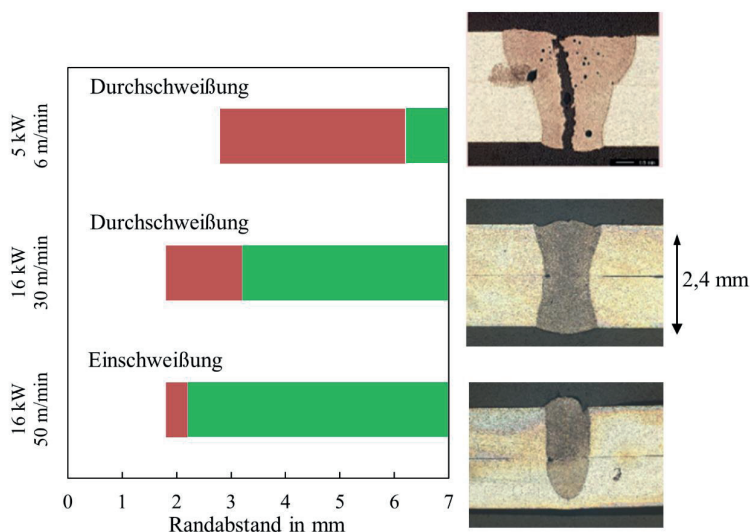 Durchschweißung
5 kW
6 m/min
Durchschweißung
16 kW
30 m/min
2,4 mm
Einschweißung
16 kW
50 m/min
0 1 2 3 4 5 6 7
Randabstand in mm